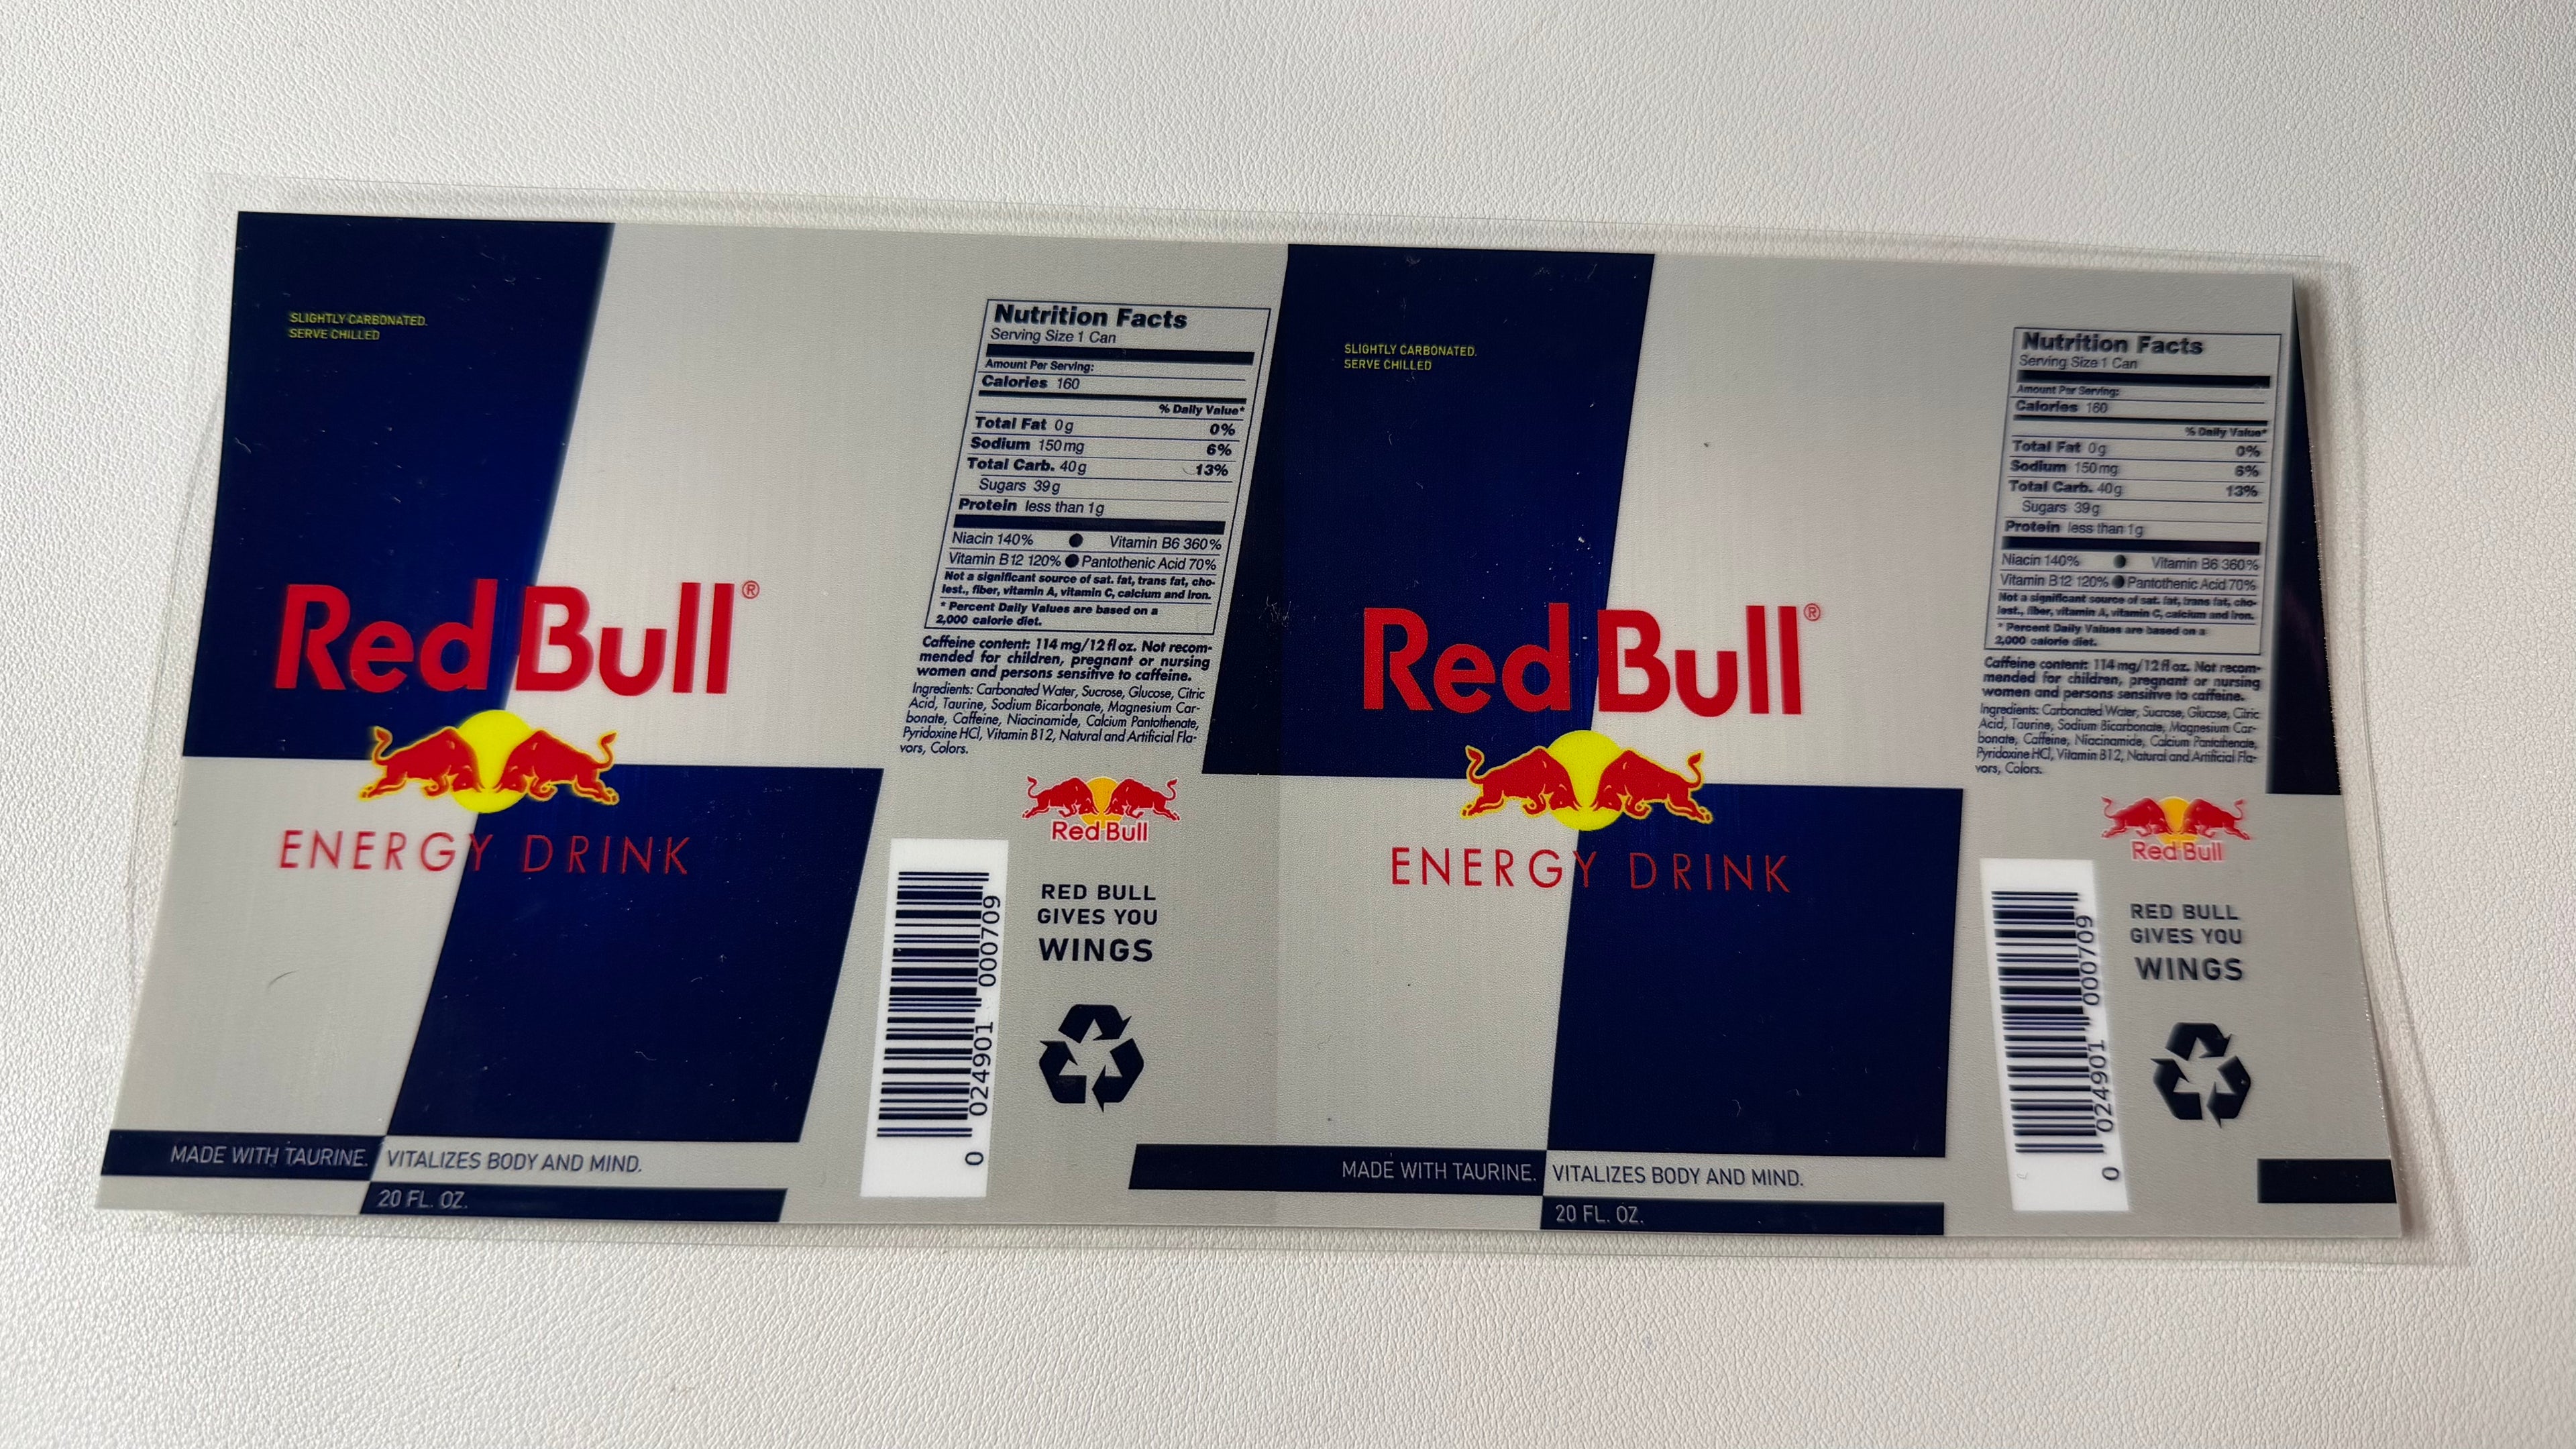 SLIGHTLY CARBONATED.
SERVE CHILLED
Red Bull®
ENERGY DRINK
MADE WITH TAURINE. VITALIZES BODY AND MIND.
20 FL. OZ.
Nutrition Facts
Serving Size 1 Can
Amount Per Serving:
Calories 160
% Daily Value*
Total Fat 0g 0%
Sodium 150mg 6%
Total Carb. 40g 13%
Sugars 39g
Protein less than 1g
Niacin 140% ● Vitamin B6 360%
Vitamin B12 120% ● Pantothenic Acid 70%
Not a significant source of sat. fat, trans fat, cho-
lest., fiber, vitamin A, vitamin C, calcium and iron.
* Percent Daily Values are based on a
2,000 calorie diet.
Caffeine content: 114 mg/12 fl oz. Not recom-
mended for children, pregnant or nursing
women and persons sensitive to caffeine.
Ingredients: Carbonated Water, Sucrose, Glucose, Citric
Acid, Taurine, Sodium Bicarbonate, Magnesium Car-
bonate, Caffeine, Niacinamide, Calcium Pantothenate,
Pyridoxine HCl, Vitamin B12, Natural and Artificial Fla-
vors, Colors.
Red Bull
RED BULL
GIVES YOU
WINGS
0 024901 000709
SLIGHTLY CARBONATED.
SERVE CHILLED
Red Bull®
ENERGY DRINK
MADE WITH TAURINE. VITALIZES BODY AND MIND.
20 FL. OZ.
Nutrition Facts
Serving Size 1 Can
Amount Per Serving:
Calories 160
% Daily Value*
Total Fat 0g 0%
Sodium 150mg 6%
Total Carb. 40g 13%
Sugars 39g
Protein less than 1g
Niacin 140% ● Vitamin B6 360%
Vitamin B12 120% ● Pantothenic Acid 70%
Not a significant source of sat. fat, trans fat, cho-
lest., fiber, vitamin A, vitamin C, calcium and iron.
* Percent Daily Values are based on a
2,000 calorie diet.
Caffeine content: 114 mg/12 fl oz. Not recom-
mended for children, pregnant or nursing
women and persons sensitive to caffeine.
Ingredients: Carbonated Water, Sucrose, Glucose, Citric
Acid, Taurine, Sodium Bicarbonate, Magnesium Car-
bonate, Caffeine, Niacinamide, Calcium Pantothenate,
Pyridoxine HCl, Vitamin B12, Natural and Artificial Fla-
vors, Colors.
Red Bull
RED BULL
GIVES YOU
WINGS
0 024901 000709